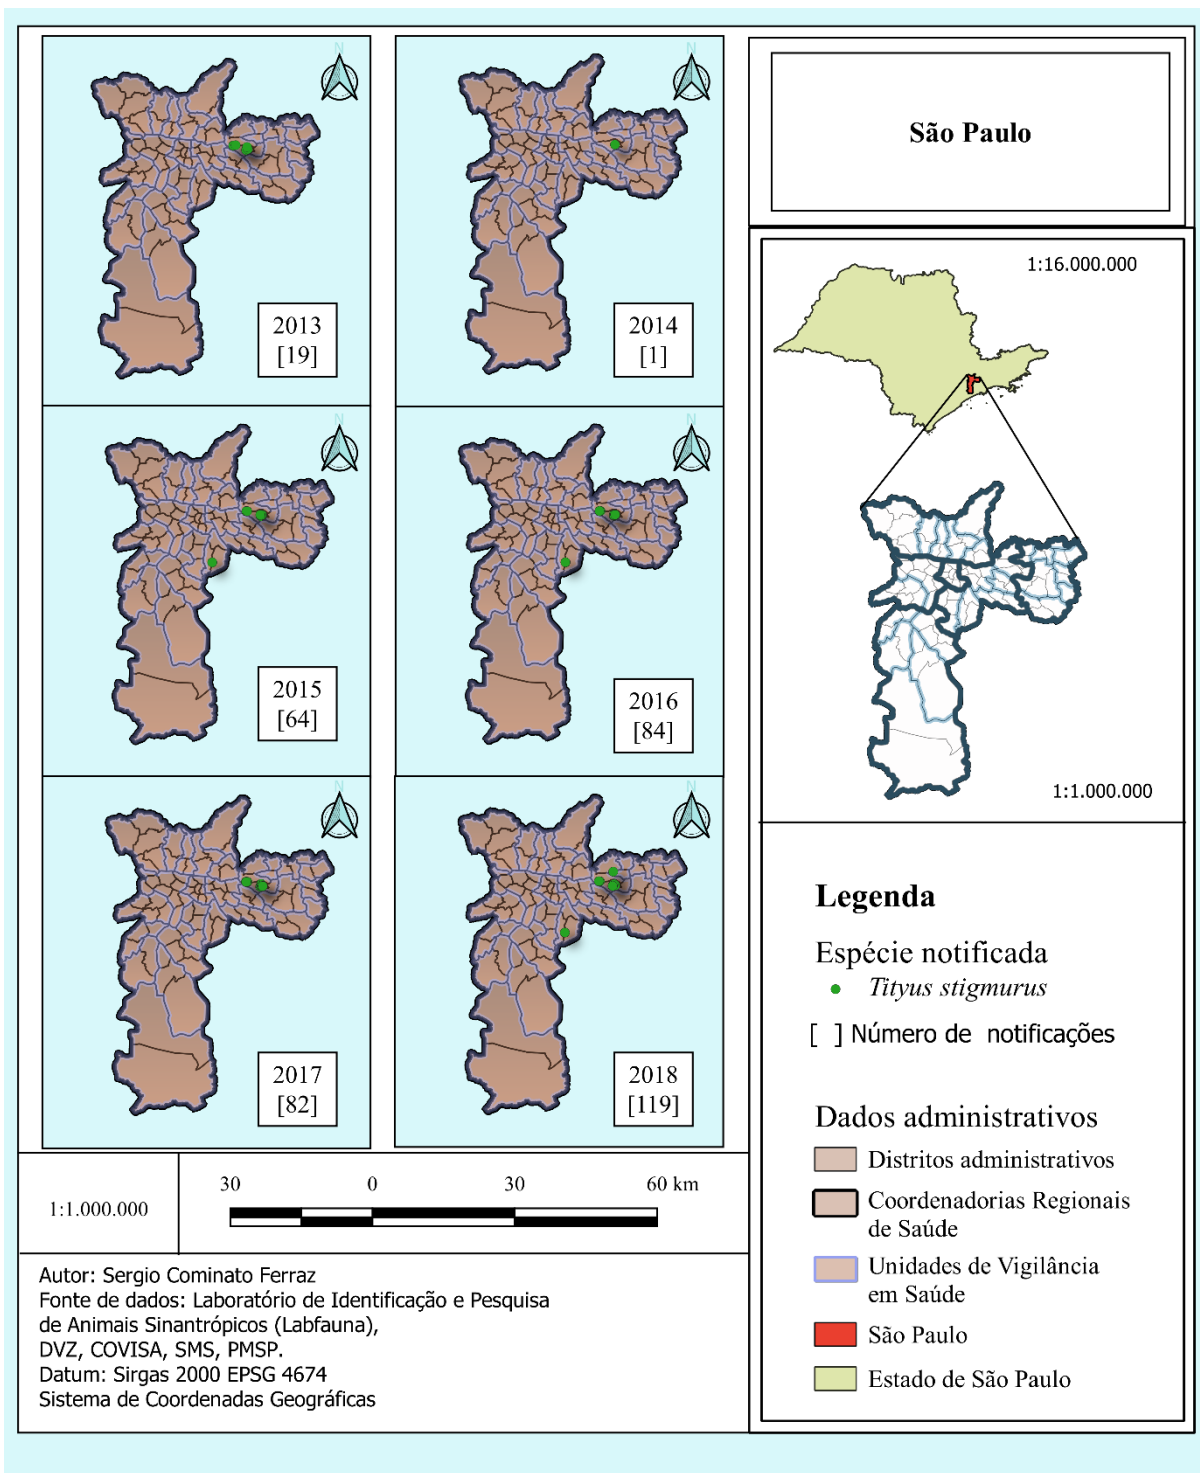 N
N
São Paulo
2013
[19]
2014
[1]
1:16.000.000
N
N
2015
[64]
2016
[84]
1:1.000.000
N
N
2017
[82]
2018
[119]
Legenda
Espécie notificada
Tityus stigmurus
[ ] Número de notificações
Dados administrativos
Distritos administrativos
Coordenadorias Regionais
de Saúde
Unidades de Vigilância
em Saúde
São Paulo
Estado de São Paulo
1:1.000.000
30 0 30 60 km
Autor: Sergio Cominato Ferraz
Fonte de dados: Laboratório de Identificação e Pesquisa
de Animais Sinantrópicos (Labfauna),
DVZ, COVISA, SMS, PMSP.
Datum: Sirgas 2000 EPSG 4674
Sistema de Coordenadas Geográficas